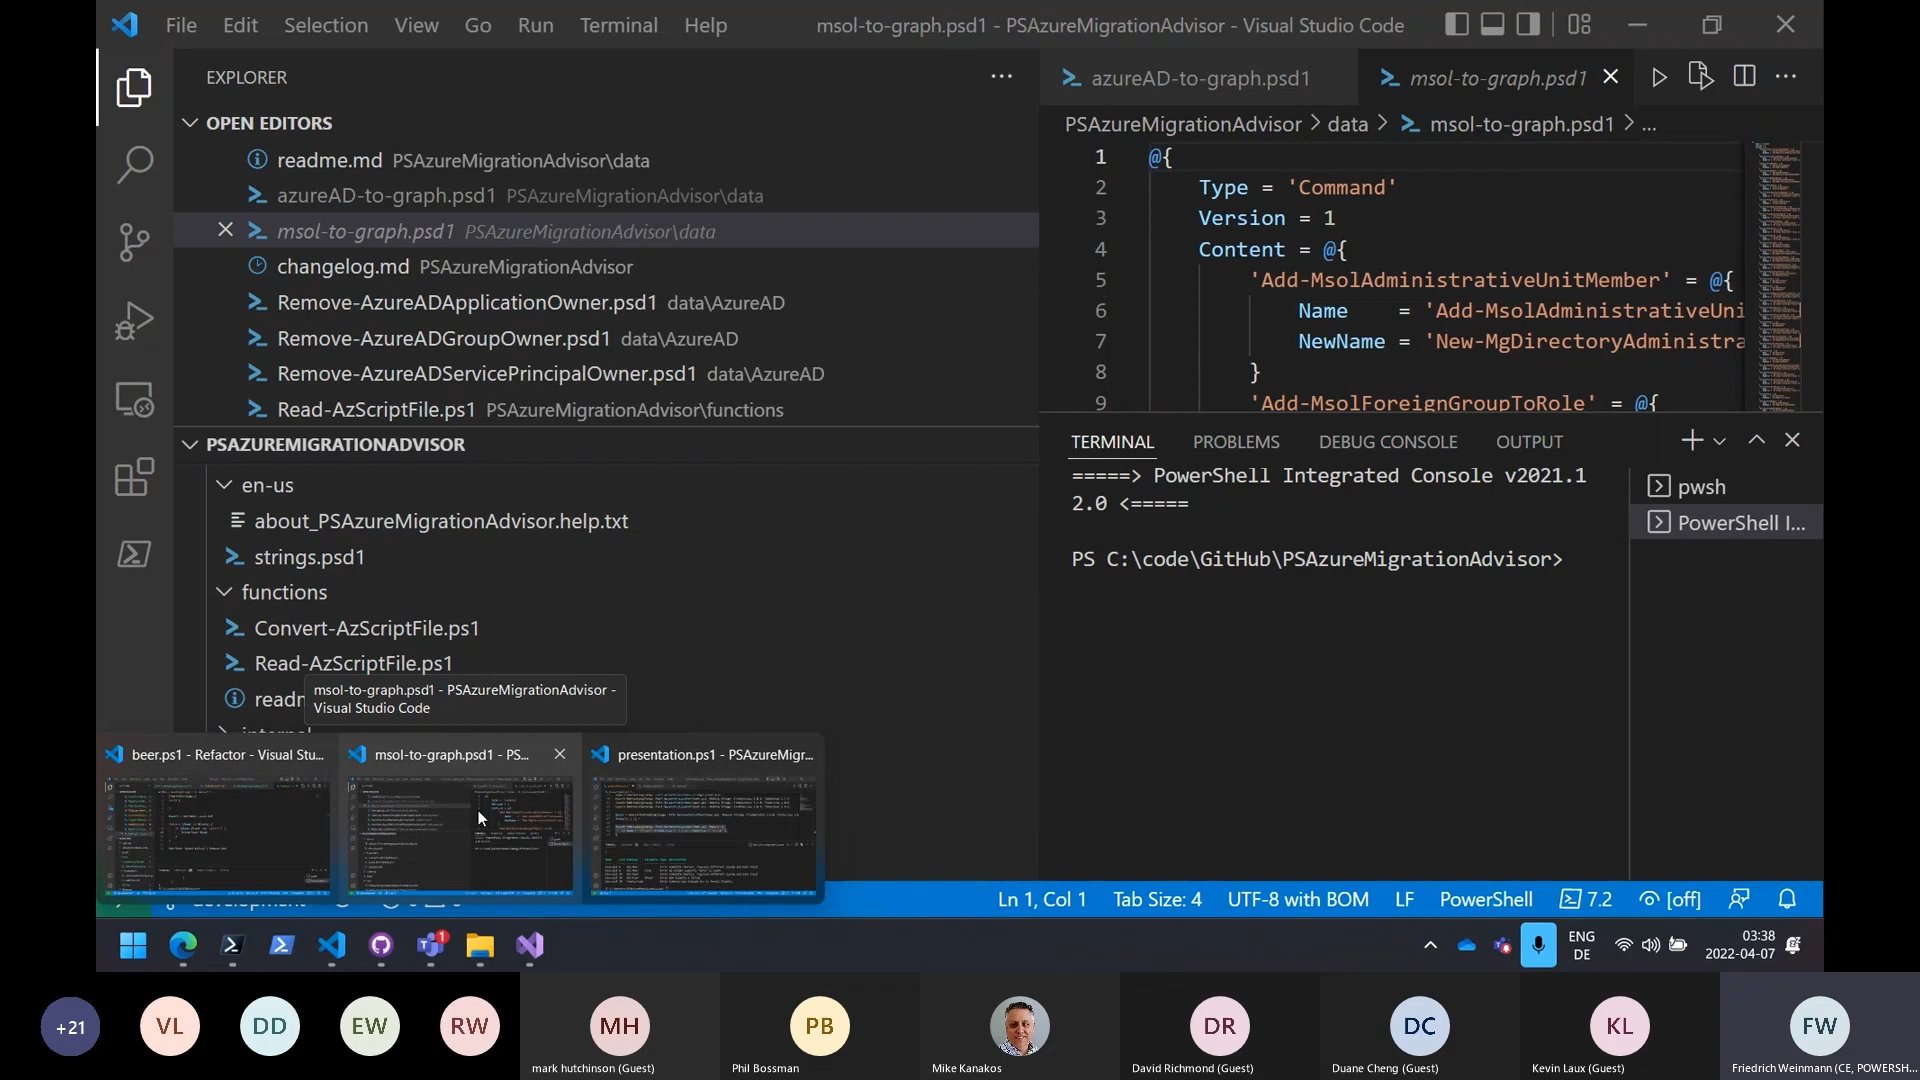 File Edit Selection View Go Run Terminal Help
msol-to-graph.psd1 - PSAzureMigrationAdvisor - Visual Studio Code
EXPLORER
OPEN EDITORS
readme.md PSAzureMigrationAdvisor\data
azureAD-to-graph.psd1 PSAzureMigrationAdvisor\data
msol-to-graph.psd1 PSAzureMigrationAdvisor\data
changelog.md PSAzureMigrationAdvisor
Remove-AzureADApplicationOwner.psd1 data\AzureAD
Remove-AzureADGroupOwner.psd1 data\AzureAD
Remove-AzureADServicePrincipalOwner.psd1 data\AzureAD
Read-AzScriptFile.ps1 PSAzureMigrationAdvisor\functions
PSAZUREMIGRATIONADVISOR
en-us
about_PSAzureMigrationAdvisor.help.txt
strings.psd1
functions
Convert-AzScriptFile.ps1
Read-AzScriptFile.ps1
msol-to-graph.psd1 - PSAzureMigrationAdvisor -
Visual Studio Code
azureAD-to-graph.psd1
msol-to-graph.psd1
PSAzureMigrationAdvisor > data > msol-to-graph.psd1 > ...
1 @{
2 Type = 'Command'
3 Version = 1
4 Content = @{
5 'Add-MsolAdministrativeUnitMember' = @{
6 Name = 'Add-MsolAdministrativeUni
7 NewName = 'New-MgDirectoryAdministra
8 }
9 'Add-MsolForeignGroupToRole' = @{
TERMINAL PROBLEMS DEBUG CONSOLE OUTPUT
=====> PowerShell Integrated Console v2021.1
2.0 <=====
PS C:\code\GitHub\PSAzureMigrationAdvisor>
pwsh
PowerShell I...
beer.ps1 - Refactor - Visual Stu...
msol-to-graph.psd1 - PS...
presentation.ps1 - PSAzureMigr...
Ln 1, Col 1 Tab Size: 4 UTF-8 with BOM LF PowerShell 7.2 [off]
1
ENG
DE
03:38
2022-04-07
+21
VL
DD
EW
RW
MH
mark hutchinson (Guest)
PB
Phil Bossman
Mike Kanakos
DR
David Richmond (Guest)
DC
Duane Cheng (Guest)
KL
Kevin Laux (Guest)
FW
Friedrich Weinmann (CE, POWERSH...